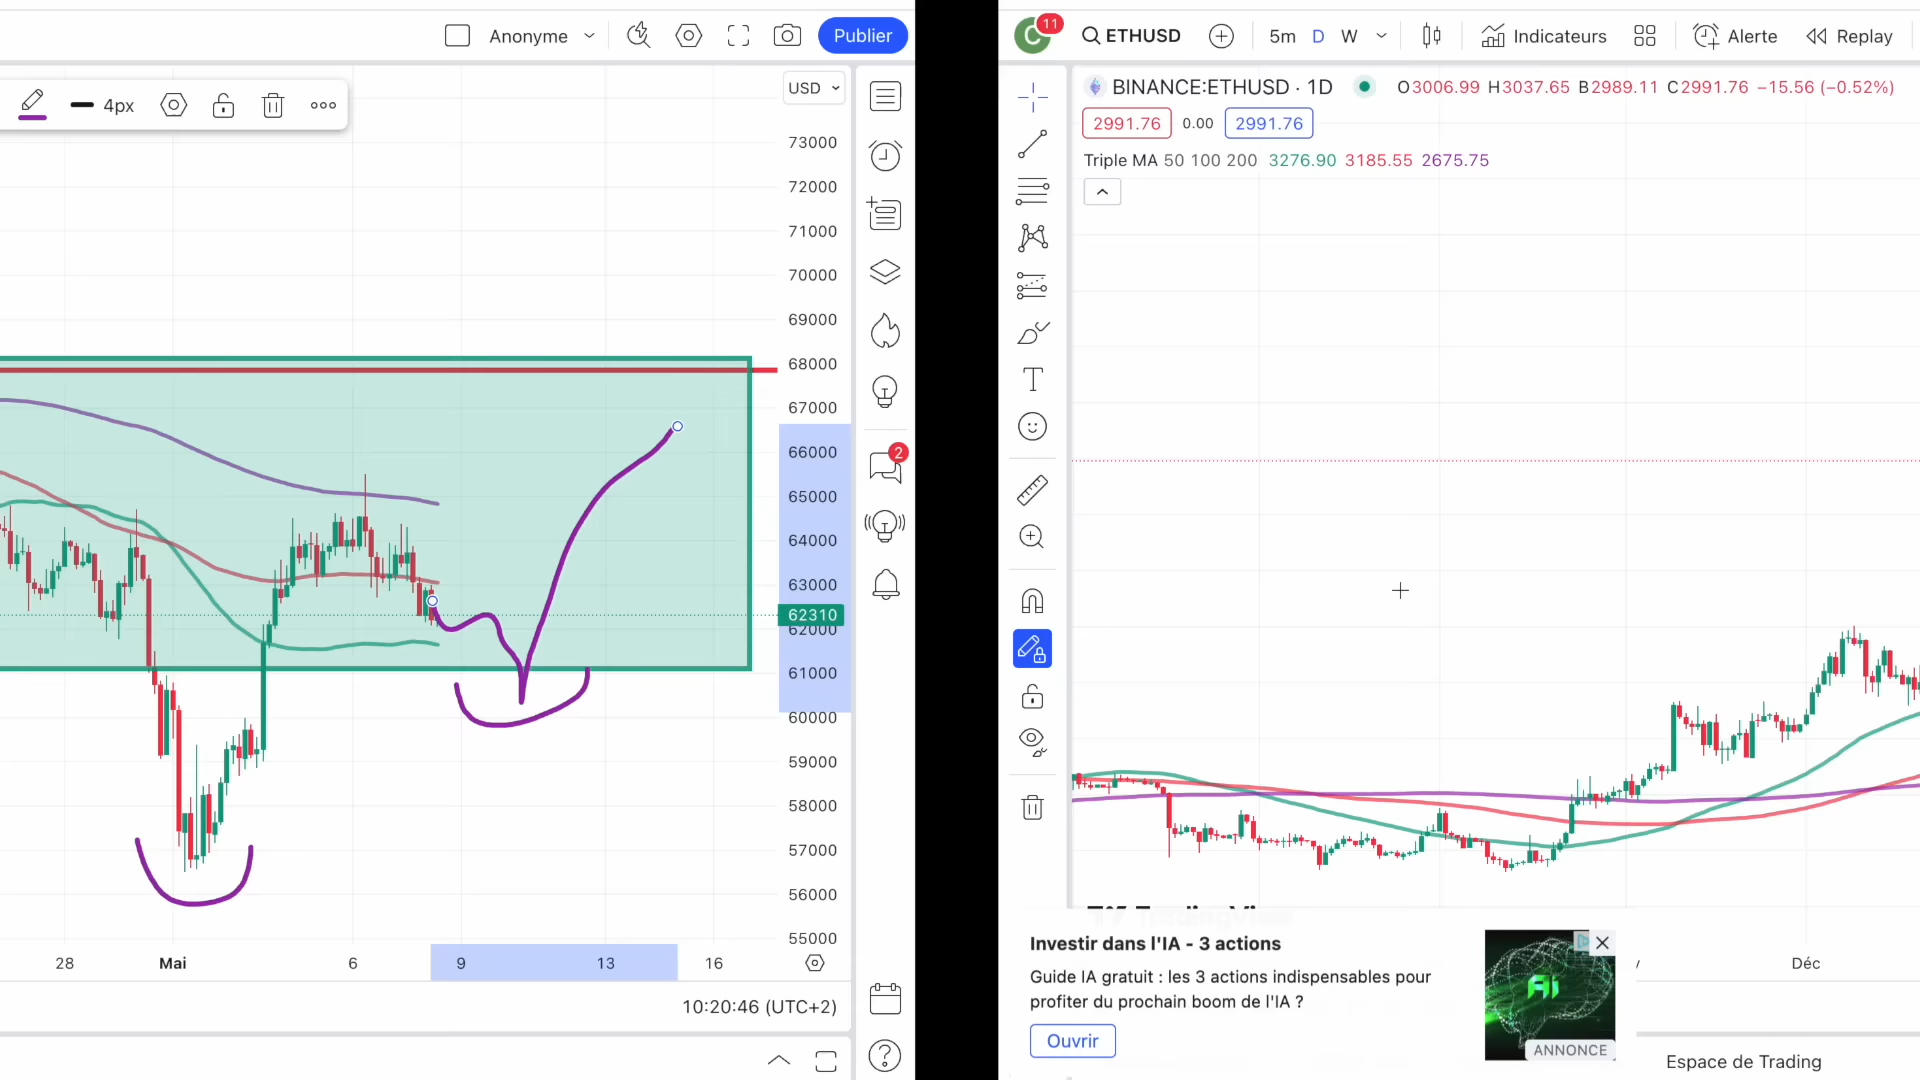 Anonyme
Publier
4px
USD
73000
72000
71000
70000
69000
68000
67000
66000
65000
64000
63000
62310
62000
61000
60000
59000
58000
57000
56000
55000
28 Mai 6 9 13 16
10:20:46 (UTC+2)
2
C 11
ETHUSD
5m D W
Indicateurs
Alerte
Replay
BINANCE:ETHUSD · 1D
O3006.99 H3037.65 B2989.11 C2991.76 −15.56 (−0.52%)
2991.76 0.00 2991.76
Triple MA 50 100 200 3276.90 3185.55 2675.75
TradingView
Investir dans l'IA - 3 actions
Guide IA gratuit : les 3 actions indispensables pour
profiter du prochain boom de l'IA ?
Ouvrir
Ai
ANNONCE
Déc
Espace de Trading